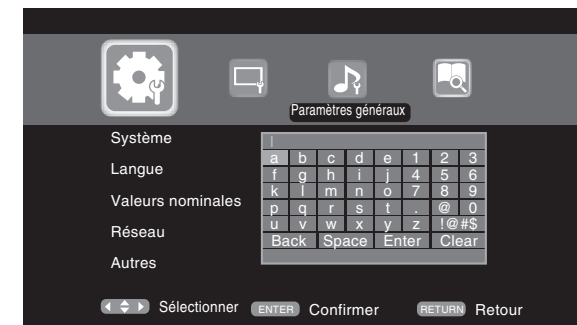 Paramètres généraux
Système
Langue
Valeurs nominales
Réseau
Autres
a b c d e 1 2 3
f g h i j 4 5 6
k l m n o 7 8 9
p q r s t . @ 0
u v w x y z !@#$
Back Space Enter Clear
Sélectionner ENTER Confirmer RETURN Retour